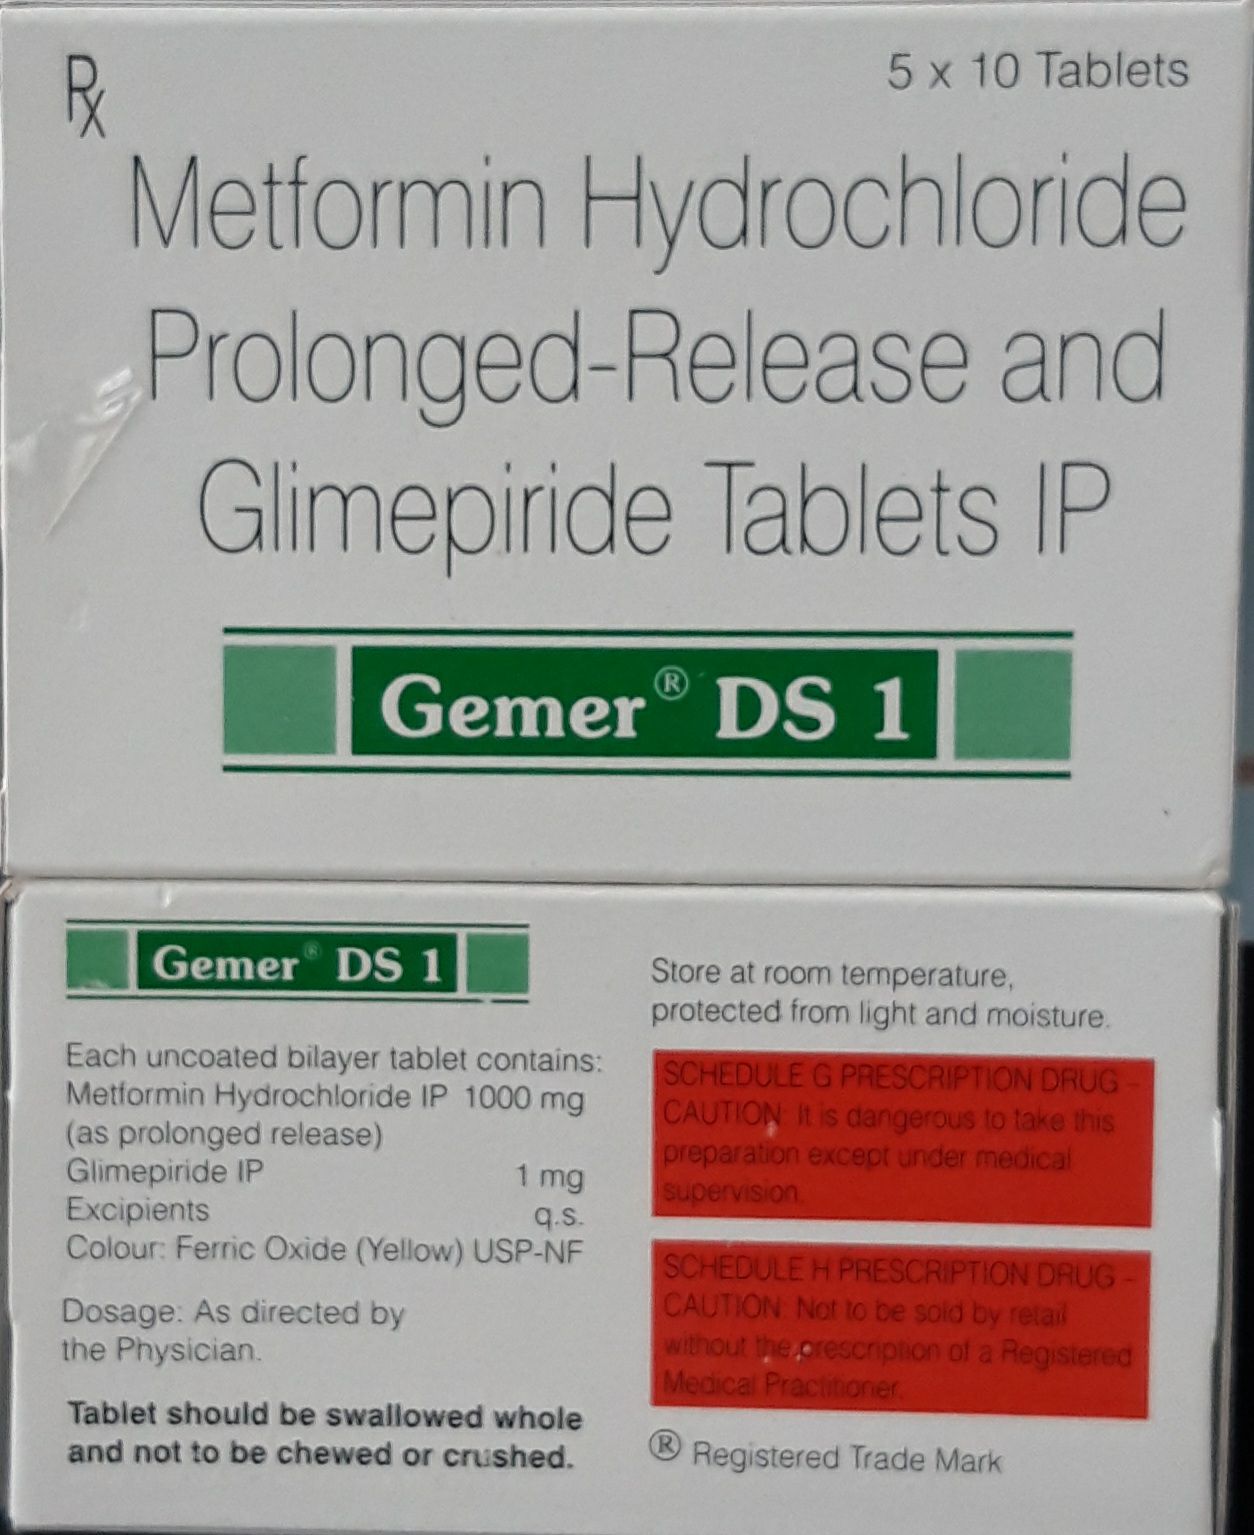 Rx
5 x 10 Tablets
Metformin Hydrochloride
Prolonged-Release and
Glimepiride Tablets IP
Gemer® DS 1
Gemer® DS 1
Each uncoated bilayer tablet contains:
Metformin Hydrochloride IP 1000 mg
(as prolonged release)
Glimepiride IP 1 mg
Excipients q.s.
Colour: Ferric Oxide (Yellow) USP-NF
Dosage: As directed by
the Physician.
Tablet should be swallowed whole
and not to be chewed or crushed.
Store at room temperature,
protected from light and moisture.
SCHEDULE G PRESCRIPTION DRUG -
CAUTION: It is dangerous to take this
preparation except under medical
supervision.
SCHEDULE H PRESCRIPTION DRUG -
CAUTION: Not to be sold by retail
without the prescription of a Registered
Medical Practitioner.
® Registered Trade Mark